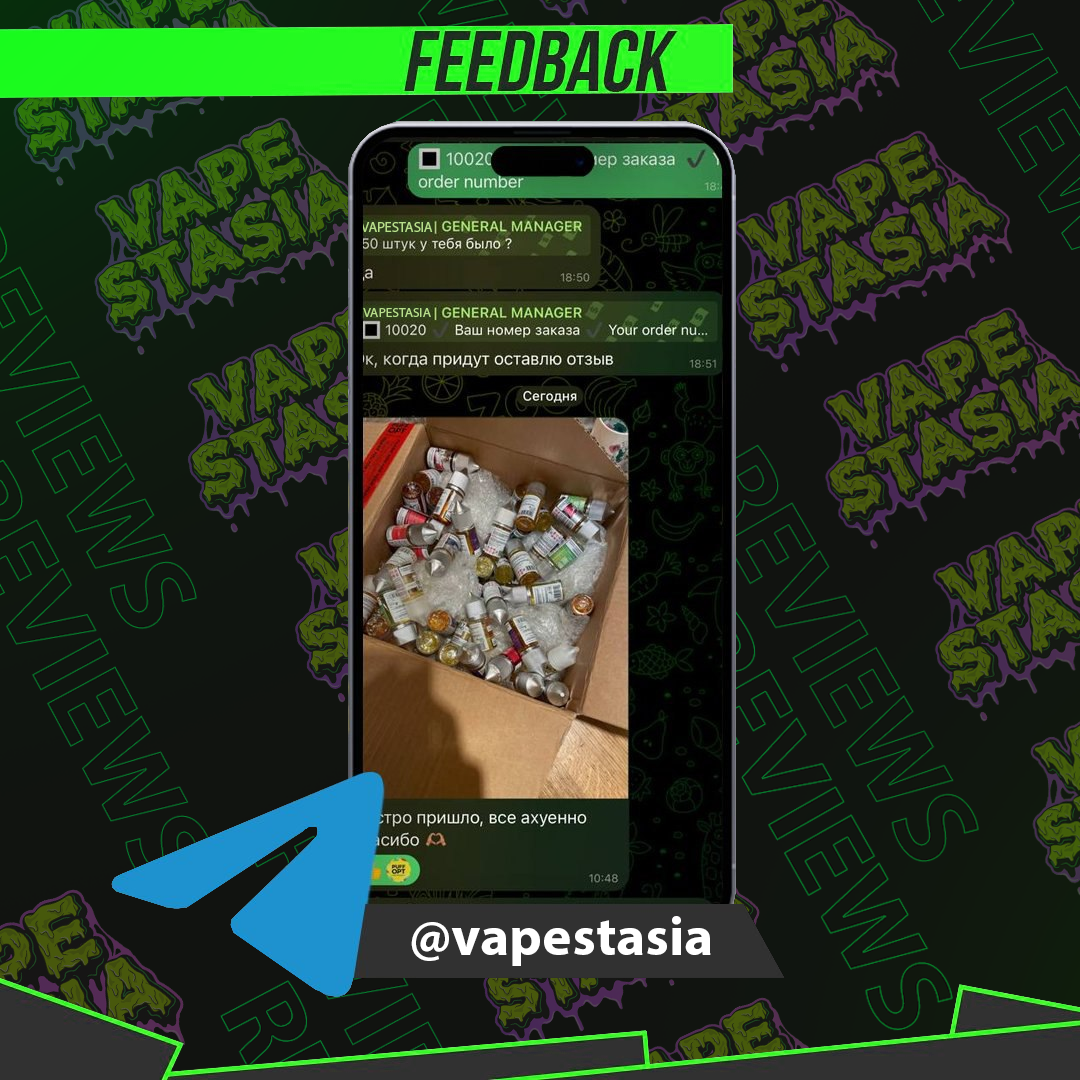 FEEDBACK
10020
мер заказа ✔
order number
VAPESTASIA | GENERAL MANAGER
50 штук у тебя было ?
18:50
VAPESTASIA | GENERAL MANAGER
10020 ✔ Ваш номер заказа ✔ Your order nu...
к, когда придут оставлю отзыв
18:51
Сегодня
стро пришло, все ахуенно
асибо 🫶🏽
PUFF
OPT
10:48
@vapestasia
VAPE
STASIA
REVIEWS